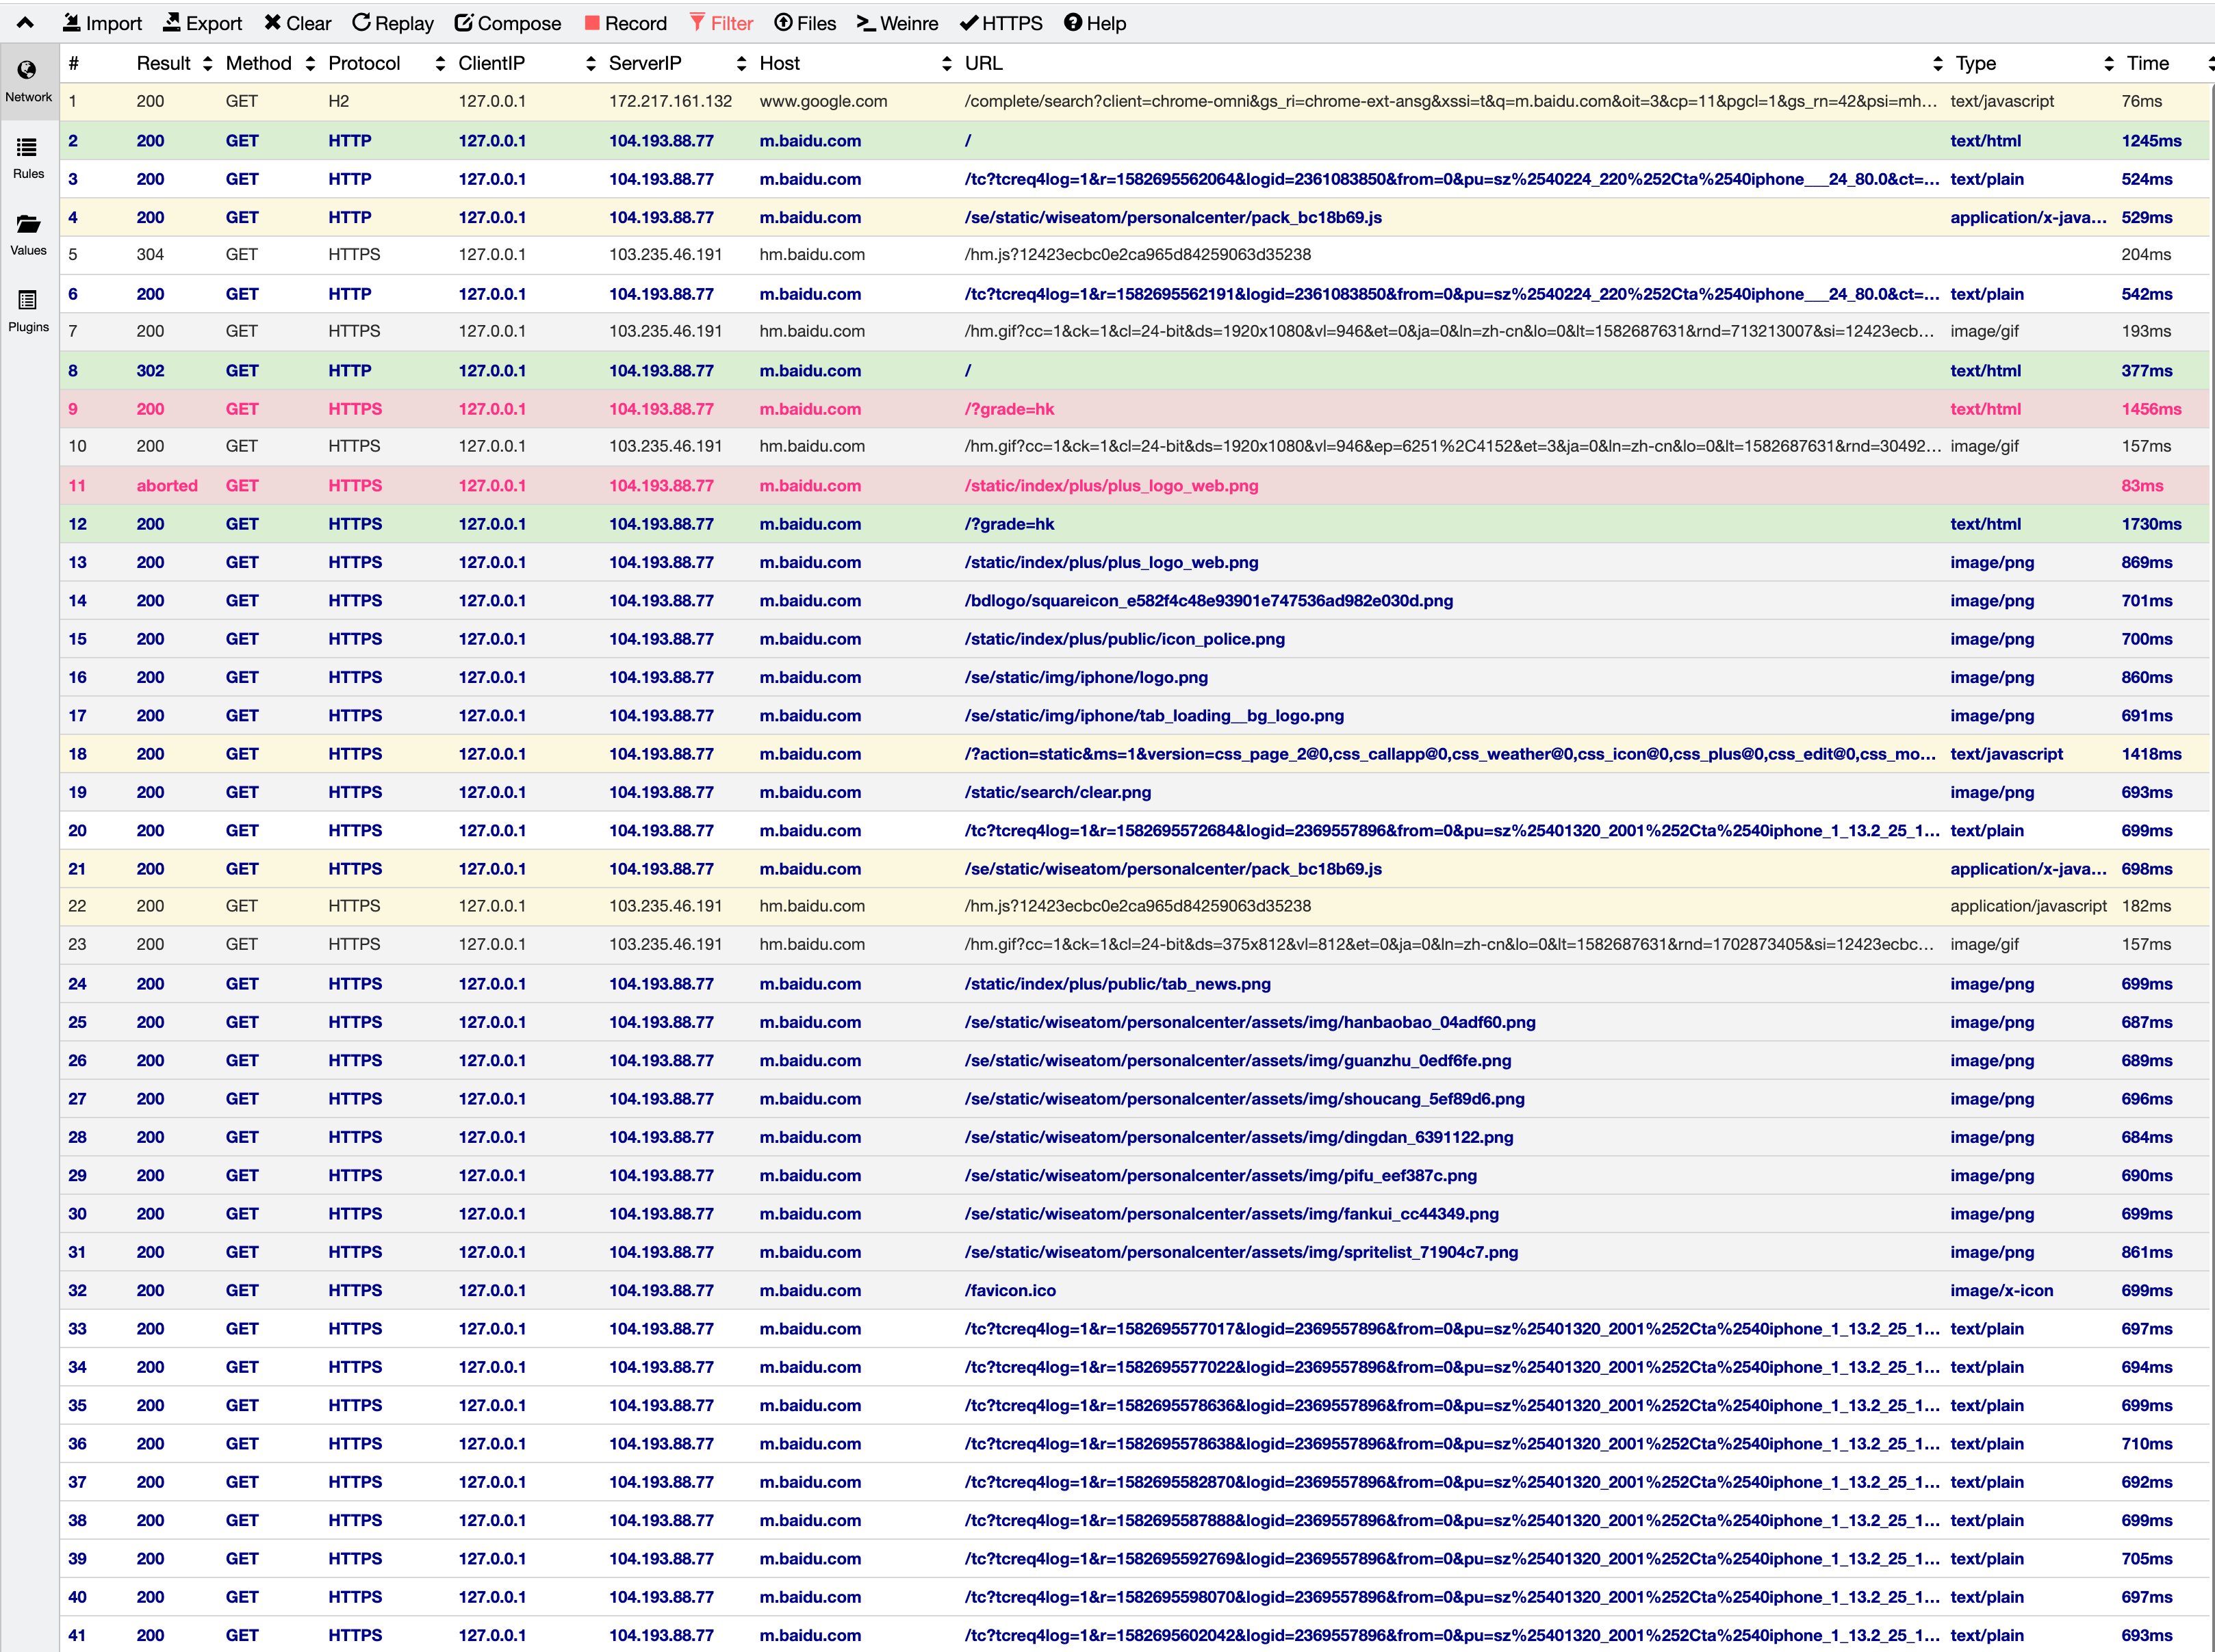 Import Export Clear Replay Compose Record Filter Files Weinre HTTPS Help
# Result Method Protocol ClientIP ServerIP Host URL Type Time
Network
Rules
Values
Plugins
1 200 GET H2 127.0.0.1 172.217.161.132 www.google.com /complete/search?client=chrome-omni&gs_ri=chrome-ext-ansg&xssi=t&q=m.baidu.com&oit=3&cp=11&pgcl=1&gs_rn=42&psi=mh... text/javascript 76ms
2 200 GET HTTP 127.0.0.1 104.193.88.77 m.baidu.com / text/html 1245ms
3 200 GET HTTP 127.0.0.1 104.193.88.77 m.baidu.com /tc?tcreq4log=1&r=1582695562064&logid=2361083850&from=0&pu=sz%2540224_220%252Cta%2540iphone___24_80.0&ct=... text/plain 524ms
4 200 GET HTTP 127.0.0.1 104.193.88.77 m.baidu.com /se/static/wiseatom/personalcenter/pack_bc18b69.js application/x-java... 529ms
5 304 GET HTTPS 127.0.0.1 103.235.46.191 hm.baidu.com /hm.js?12423ecbc0e2ca965d84259063d35238 204ms
6 200 GET HTTP 127.0.0.1 104.193.88.77 m.baidu.com /tc?tcreq4log=1&r=1582695562191&logid=2361083850&from=0&pu=sz%2540224_220%252Cta%2540iphone___24_80.0&ct=... text/plain 542ms
7 200 GET HTTPS 127.0.0.1 103.235.46.191 hm.baidu.com /hm.gif?cc=1&ck=1&cl=24-bit&ds=1920x1080&vl=946&et=0&ja=0&ln=zh-cn&lo=0&lt=1582687631&rnd=713213007&si=12423ecb... image/gif 193ms
8 302 GET HTTP 127.0.0.1 104.193.88.77 m.baidu.com / text/html 377ms
9 200 GET HTTPS 127.0.0.1 104.193.88.77 m.baidu.com /?grade=hk text/html 1456ms
10 200 GET HTTPS 127.0.0.1 103.235.46.191 hm.baidu.com /hm.gif?cc=1&ck=1&cl=24-bit&ds=1920x1080&vl=946&ep=6251%2C4152&et=3&ja=0&ln=zh-cn&lo=0&lt=1582687631&rnd=30492... image/gif 157ms
11 aborted GET HTTPS 127.0.0.1 104.193.88.77 m.baidu.com /static/index/plus/plus_logo_web.png 83ms
12 200 GET HTTPS 127.0.0.1 104.193.88.77 m.baidu.com /?grade=hk text/html 1730ms
13 200 GET HTTPS 127.0.0.1 104.193.88.77 m.baidu.com /static/index/plus/plus_logo_web.png image/png 869ms
14 200 GET HTTPS 127.0.0.1 104.193.88.77 m.baidu.com /bdlogo/squareicon_e582f4c48e93901e747536ad982e030d.png image/png 701ms
15 200 GET HTTPS 127.0.0.1 104.193.88.77 m.baidu.com /static/index/plus/public/icon_police.png image/png 700ms
16 200 GET HTTPS 127.0.0.1 104.193.88.77 m.baidu.com /se/static/img/iphone/logo.png image/png 860ms
17 200 GET HTTPS 127.0.0.1 104.193.88.77 m.baidu.com /se/static/img/iphone/tab_loading__bg_logo.png image/png 691ms
18 200 GET HTTPS 127.0.0.1 104.193.88.77 m.baidu.com /?action=static&ms=1&version=css_page_2@0,css_callapp@0,css_weather@0,css_icon@0,css_plus@0,css_edit@0,css_mo... text/javascript 1418ms
19 200 GET HTTPS 127.0.0.1 104.193.88.77 m.baidu.com /static/search/clear.png image/png 693ms
20 200 GET HTTPS 127.0.0.1 104.193.88.77 m.baidu.com /tc?tcreq4log=1&r=1582695572684&logid=2369557896&from=0&pu=sz%25401320_2001%252Cta%2540iphone_1_13.2_25_1... text/plain 699ms
21 200 GET HTTPS 127.0.0.1 104.193.88.77 m.baidu.com /se/static/wiseatom/personalcenter/pack_bc18b69.js application/x-java... 698ms
22 200 GET HTTPS 127.0.0.1 103.235.46.191 hm.baidu.com /hm.js?12423ecbc0e2ca965d84259063d35238 application/javascript 182ms
23 200 GET HTTPS 127.0.0.1 103.235.46.191 hm.baidu.com /hm.gif?cc=1&ck=1&cl=24-bit&ds=375x812&vl=812&et=0&ja=0&ln=zh-cn&lo=0&lt=1582687631&rnd=1702873405&si=12423ecbc... image/gif 157ms
24 200 GET HTTPS 127.0.0.1 104.193.88.77 m.baidu.com /static/index/plus/public/tab_news.png image/png 699ms
25 200 GET HTTPS 127.0.0.1 104.193.88.77 m.baidu.com /se/static/wiseatom/personalcenter/assets/img/hanbaobao_04adf60.png image/png 687ms
26 200 GET HTTPS 127.0.0.1 104.193.88.77 m.baidu.com /se/static/wiseatom/personalcenter/assets/img/guanzhu_0edf6fe.png image/png 689ms
27 200 GET HTTPS 127.0.0.1 104.193.88.77 m.baidu.com /se/static/wiseatom/personalcenter/assets/img/shoucang_5ef89d6.png image/png 696ms
28 200 GET HTTPS 127.0.0.1 104.193.88.77 m.baidu.com /se/static/wiseatom/personalcenter/assets/img/dingdan_6391122.png image/png 684ms
29 200 GET HTTPS 127.0.0.1 104.193.88.77 m.baidu.com /se/static/wiseatom/personalcenter/assets/img/pifu_eef387c.png image/png 690ms
30 200 GET HTTPS 127.0.0.1 104.193.88.77 m.baidu.com /se/static/wiseatom/personalcenter/assets/img/fankui_cc44349.png image/png 699ms
31 200 GET HTTPS 127.0.0.1 104.193.88.77 m.baidu.com /se/static/wiseatom/personalcenter/assets/img/spritelist_71904c7.png image/png 861ms
32 200 GET HTTPS 127.0.0.1 104.193.88.77 m.baidu.com /favicon.ico image/x-icon 699ms
33 200 GET HTTPS 127.0.0.1 104.193.88.77 m.baidu.com /tc?tcreq4log=1&r=1582695577017&logid=2369557896&from=0&pu=sz%25401320_2001%252Cta%2540iphone_1_13.2_25_1... text/plain 697ms
34 200 GET HTTPS 127.0.0.1 104.193.88.77 m.baidu.com /tc?tcreq4log=1&r=1582695577022&logid=2369557896&from=0&pu=sz%25401320_2001%252Cta%2540iphone_1_13.2_25_1... text/plain 694ms
35 200 GET HTTPS 127.0.0.1 104.193.88.77 m.baidu.com /tc?tcreq4log=1&r=1582695578636&logid=2369557896&from=0&pu=sz%25401320_2001%252Cta%2540iphone_1_13.2_25_1... text/plain 699ms
36 200 GET HTTPS 127.0.0.1 104.193.88.77 m.baidu.com /tc?tcreq4log=1&r=1582695578638&logid=2369557896&from=0&pu=sz%25401320_2001%252Cta%2540iphone_1_13.2_25_1... text/plain 710ms
37 200 GET HTTPS 127.0.0.1 104.193.88.77 m.baidu.com /tc?tcreq4log=1&r=1582695582870&logid=2369557896&from=0&pu=sz%25401320_2001%252Cta%2540iphone_1_13.2_25_1... text/plain 692ms
38 200 GET HTTPS 127.0.0.1 104.193.88.77 m.baidu.com /tc?tcreq4log=1&r=1582695587888&logid=2369557896&from=0&pu=sz%25401320_2001%252Cta%2540iphone_1_13.2_25_1... text/plain 699ms
39 200 GET HTTPS 127.0.0.1 104.193.88.77 m.baidu.com /tc?tcreq4log=1&r=1582695592769&logid=2369557896&from=0&pu=sz%25401320_2001%252Cta%2540iphone_1_13.2_25_1... text/plain 705ms
40 200 GET HTTPS 127.0.0.1 104.193.88.77 m.baidu.com /tc?tcreq4log=1&r=1582695598070&logid=2369557896&from=0&pu=sz%25401320_2001%252Cta%2540iphone_1_13.2_25_1... text/plain 697ms
41 200 GET HTTPS 127.0.0.1 104.193.88.77 m.baidu.com /tc?tcreq4log=1&r=1582695602042&logid=2369557896&from=0&pu=sz%25401320_2001%252Cta%2540iphone_1_13.2_25_1... text/plain 693ms